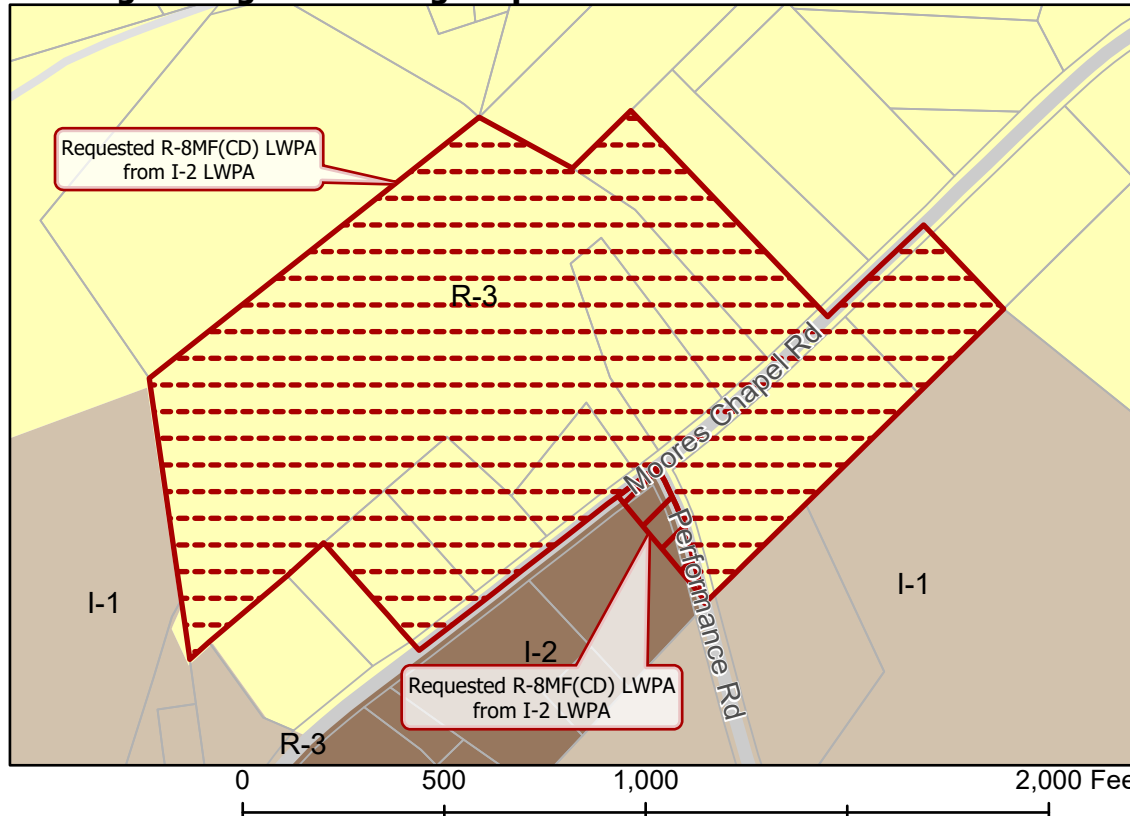 Requested R-8MF(CD) LWPA
from I-2 LWPA
R-3
Moores Chapel Rd
Performance Rd
I-1
I-1
I-2
Requested R-8MF(CD) LWPA
from I-2 LWPA
R-3
0 500 1,000 2,000 Fee